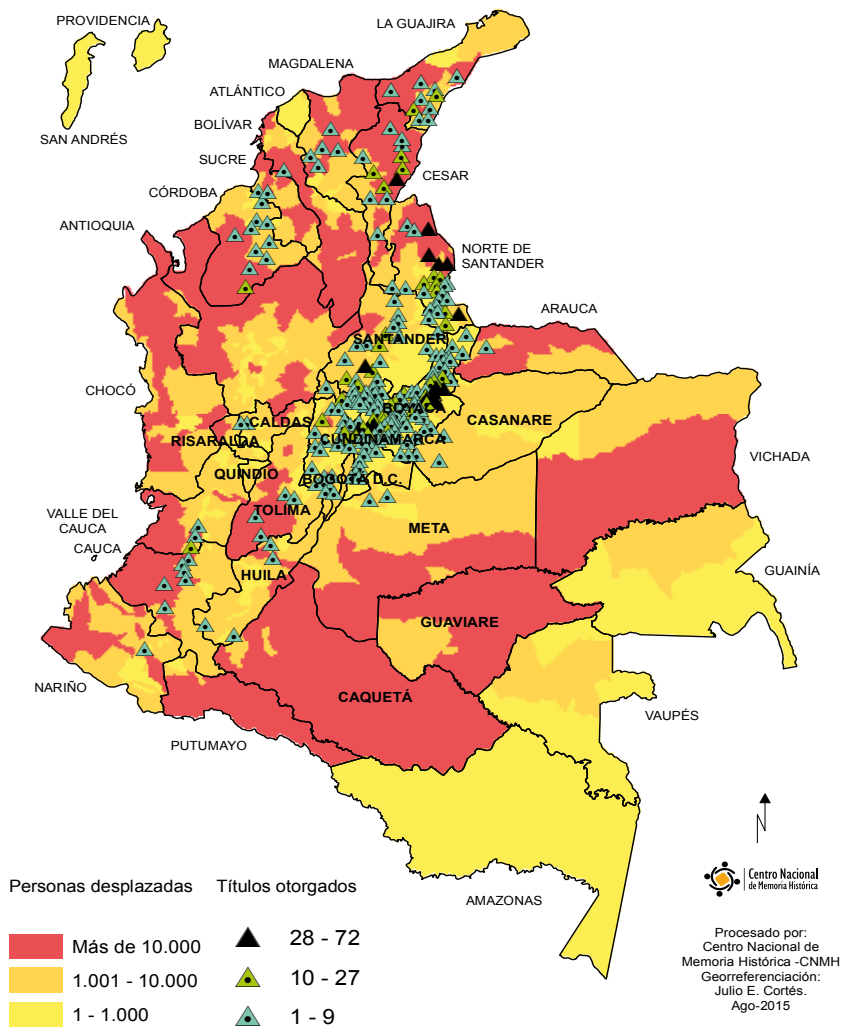 PROVIDENCIA
LA GUAJIRA
MAGDALENA
ATLÁNTICO
BOLÍVAR
SAN ANDRÉS
SUCRE
CESAR
CÓRDOBA
ANTIOQUIA
NORTE DE
SANTANDER
ARAUCA
SANTANDER
CHOCÓ
CALDAS
BOYACÁ
CASANARE
RISARALDA
CUNDINAMARCA
VICHADA
QUINDÍO
BOGOTÁ D.C.
TOLIMA
VALLE DEL
CAUCA
META
CAUCA
HUILA
GUAINÍA
GUAVIARE
NARIÑO
CAQUETÁ
VAUPÉS
PUTUMAYO
N
AMAZONAS
Centro Nacional
de Memoria Histórica
Procesado por:
Centro Nacional de
Memoria Histórica -CNMH
Georreferenciación:
Julio E. Cortés.
Ago-2015
Personas desplazadas
Más de 10.000
1.001 - 10.000
1 - 1.000
Títulos otorgados
28 - 72
10 - 27
1 - 9